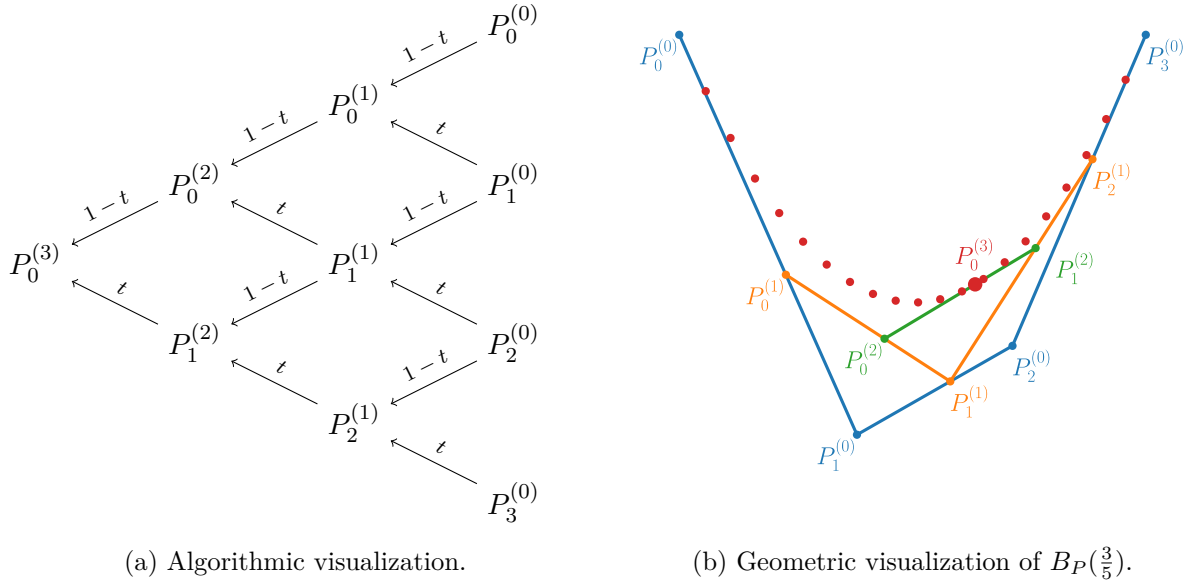 P_0^{(0)}
1 − t
P_0^{(1)}
1 − t
t
P_0^{(2)}
P_1^{(0)}
1 − t
t
1 − t
P_0^{(3)}
P_1^{(1)}
t
1 − t
t
P_1^{(2)}
P_2^{(0)}
t
1 − t
P_2^{(1)}
t
P_3^{(0)}
(a) Algorithmic visualization.
P_0^{(0)}
P_3^{(0)}
P_2^{(1)}
P_0^{(3)}
P_1^{(2)}
P_0^{(1)}
P_0^{(2)}
P_2^{(0)}
P_1^{(1)}
P_1^{(0)}
(b) Geometric visualization of B_P(\frac{3}{5}).